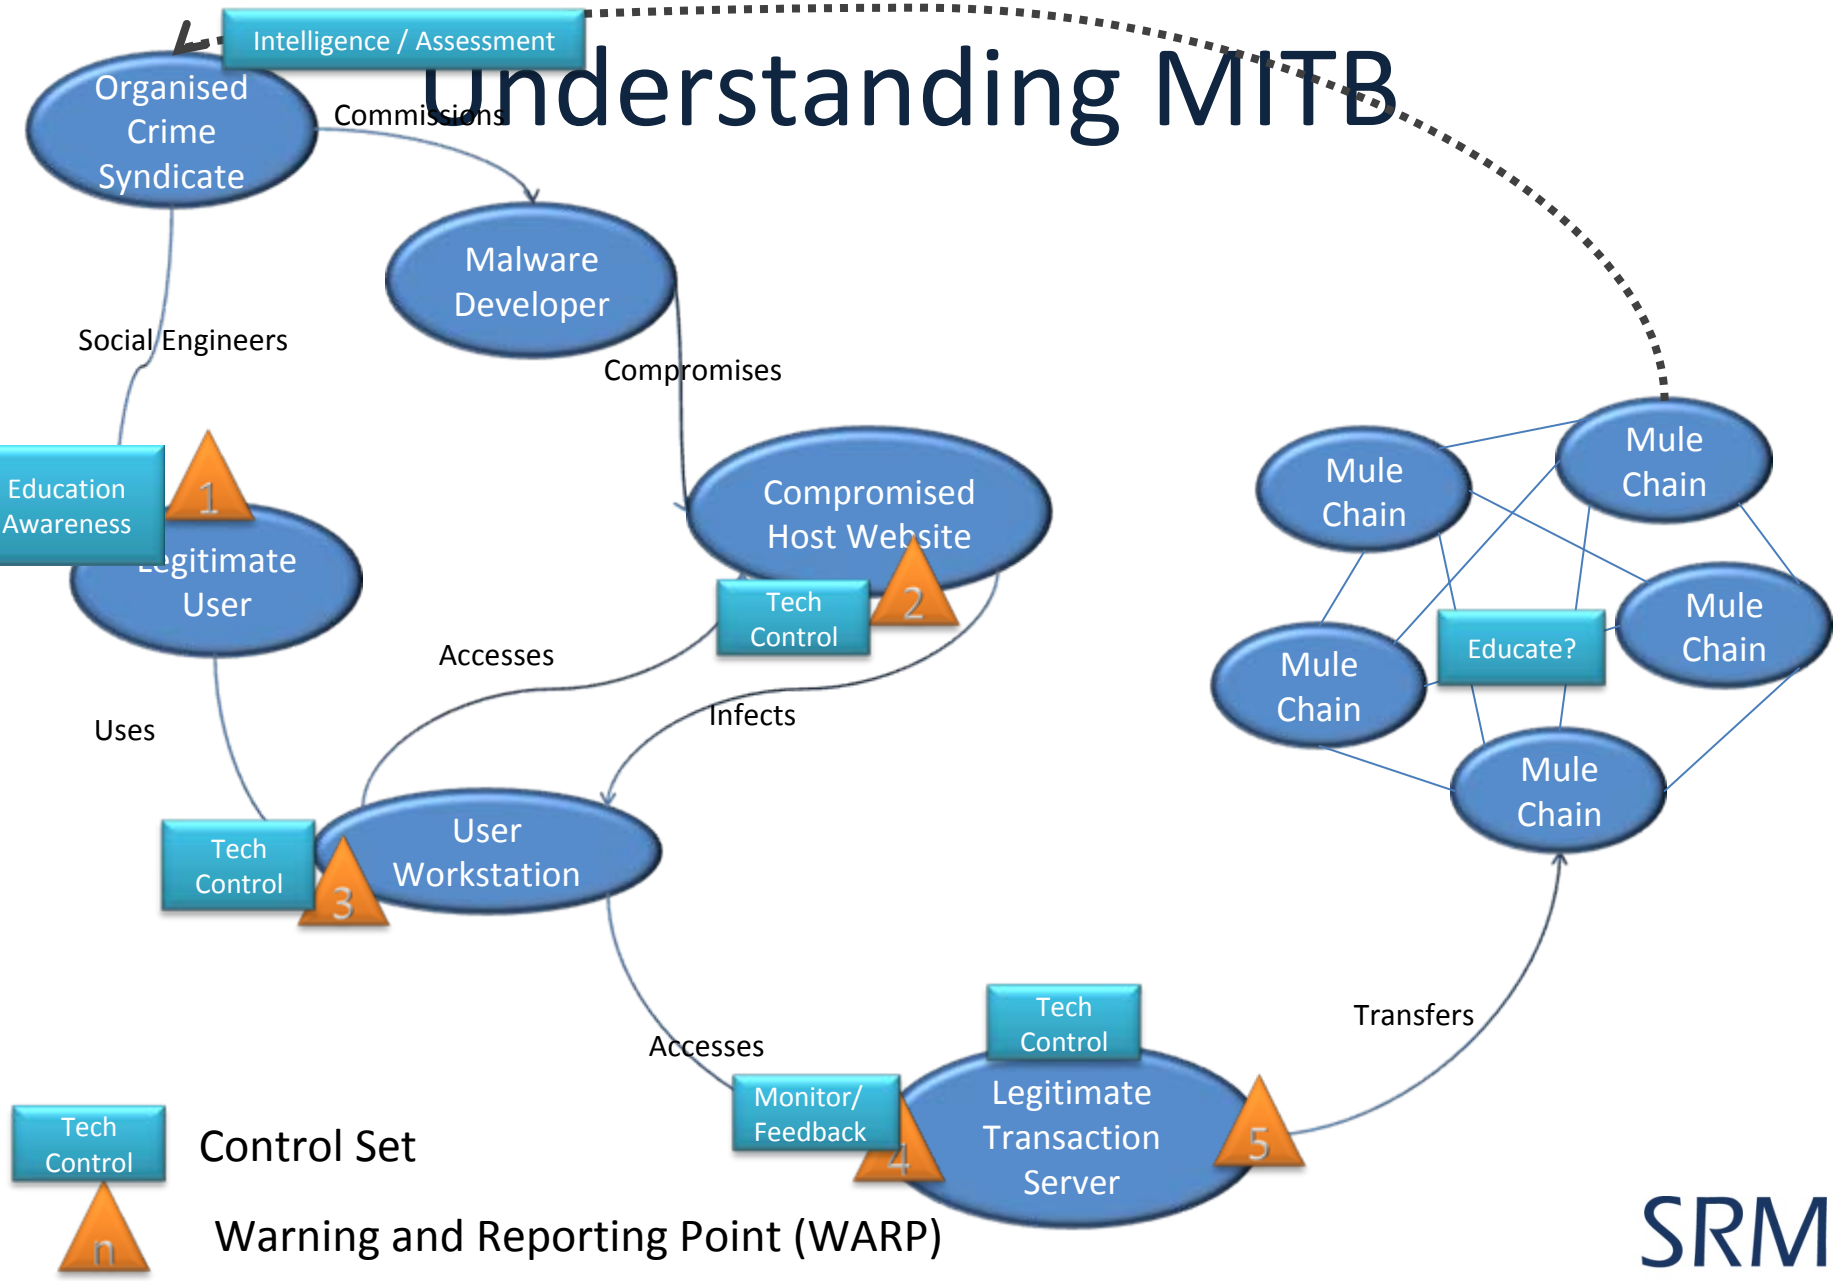 Intelligence / Assessment
Understanding MITB
Organised
Crime
Syndicate
Commissions
Malware
Developer
Social Engineers
Compromises
Education
Awareness
1
Legitimate
User
Compromised
Host Website
Tech
Control
2
Mule
Chain
Mule
Chain
Mule
Chain
Educate?
Mule
Chain
Mule
Chain
Accesses
Infects
Uses
Tech
Control
3
User
Workstation
Accesses
Tech
Control
Monitor/
Feedback
4
Legitimate
Transaction
Server
5
Transfers
Tech
Control
Control Set
n
Warning and Reporting Point (WARP)
SRM